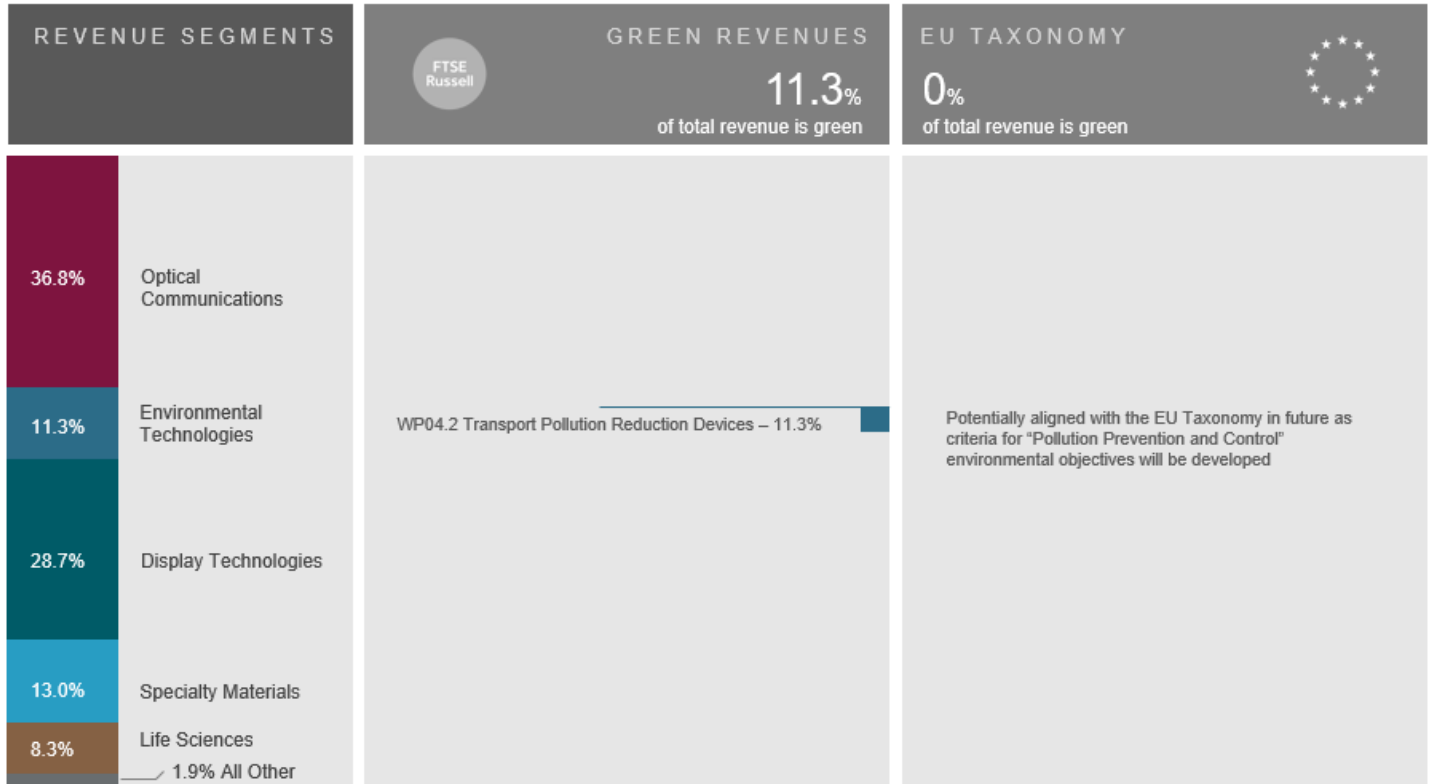 REVENUE SEGMENTS
FTSE
Russell
GREEN REVENUES
11.3%
of total revenue is green
EU TAXONOMY
0%
of total revenue is green
36.8%
Optical
Communications
11.3%
Environmental
Technologies
WP04.2 Transport Pollution Reduction Devices – 11.3%
Potentially aligned with the EU Taxonomy in future as
criteria for “Pollution Prevention and Control”
environmental objectives will be developed
28.7%
Display Technologies
13.0%
Specialty Materials
8.3%
Life Sciences
1.9% All Other